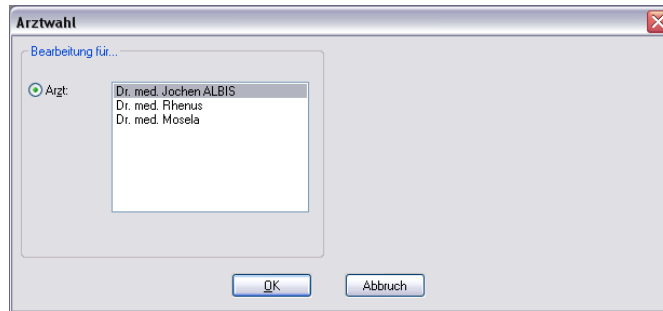 Arztwahl
Bearbeitung für...
Arzt:
Dr. med. Jochen ALBIS
Dr. med. Rhenus
Dr. med. Mosela
OK
Abbruch